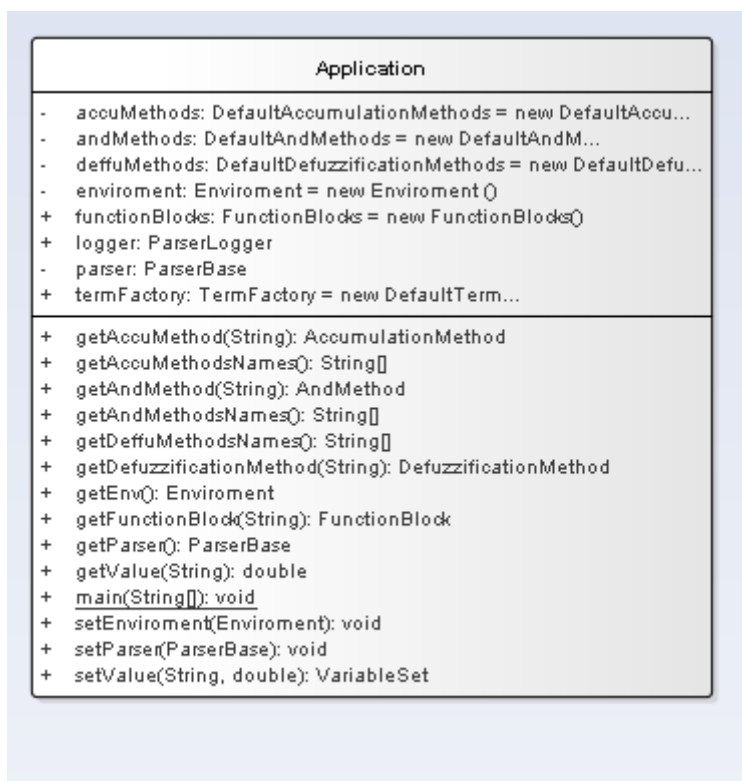 Application
- accuMethods: DefaultAccumulationMethods = new DefaultAccu...
- andMethods: DefaultAndMethods = new DefaultAndM...
- deffuMethods: DefaultDefuzzificationMethods = new DefaultDefu...
- enviroment: Enviroment = new Enviroment ()
+ functionBlocks: FunctionBlocks = new FunctionBlocks()
+ logger: ParserLogger
- parser: ParserBase
+ termFactory: TermFactory = new DefaultTerm...
+ getAccuMethod(String): AccumulationMethod
+ getAccuMethodsNames(): String[]
+ getAndMethod(String): AndMethod
+ getAndMethodsNames(): String[]
+ getDeffuMethodsNames(): String[]
+ getDefuzzificationMethod(String): DefuzzificationMethod
+ getEnv(): Enviroment
+ getFunctionBlock(String): FunctionBlock
+ getParser(): ParserBase
+ getValue(String): double
+ main(String[]): void
+ setEnviroment(Enviroment): void
+ setParser(ParserBase): void
+ setValue(String, double): VariableSet